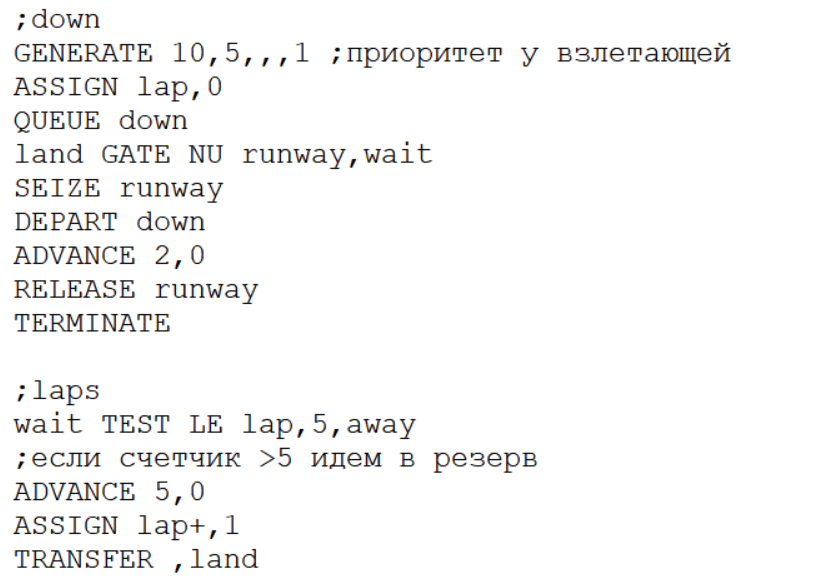 ;down
GENERATE 10,5,,,1 ;приоритет у взлетающей
ASSIGN lap,0
QUEUE down
land GATE NU runway,wait
SEIZE runway
DEPART down
ADVANCE 2,0
RELEASE runway
TERMINATE
;laps
wait TEST LE lap,5,away
;если счетчик >5 идем в резерв
ADVANCE 5,0
ASSIGN lap+,1
TRANSFER ,land